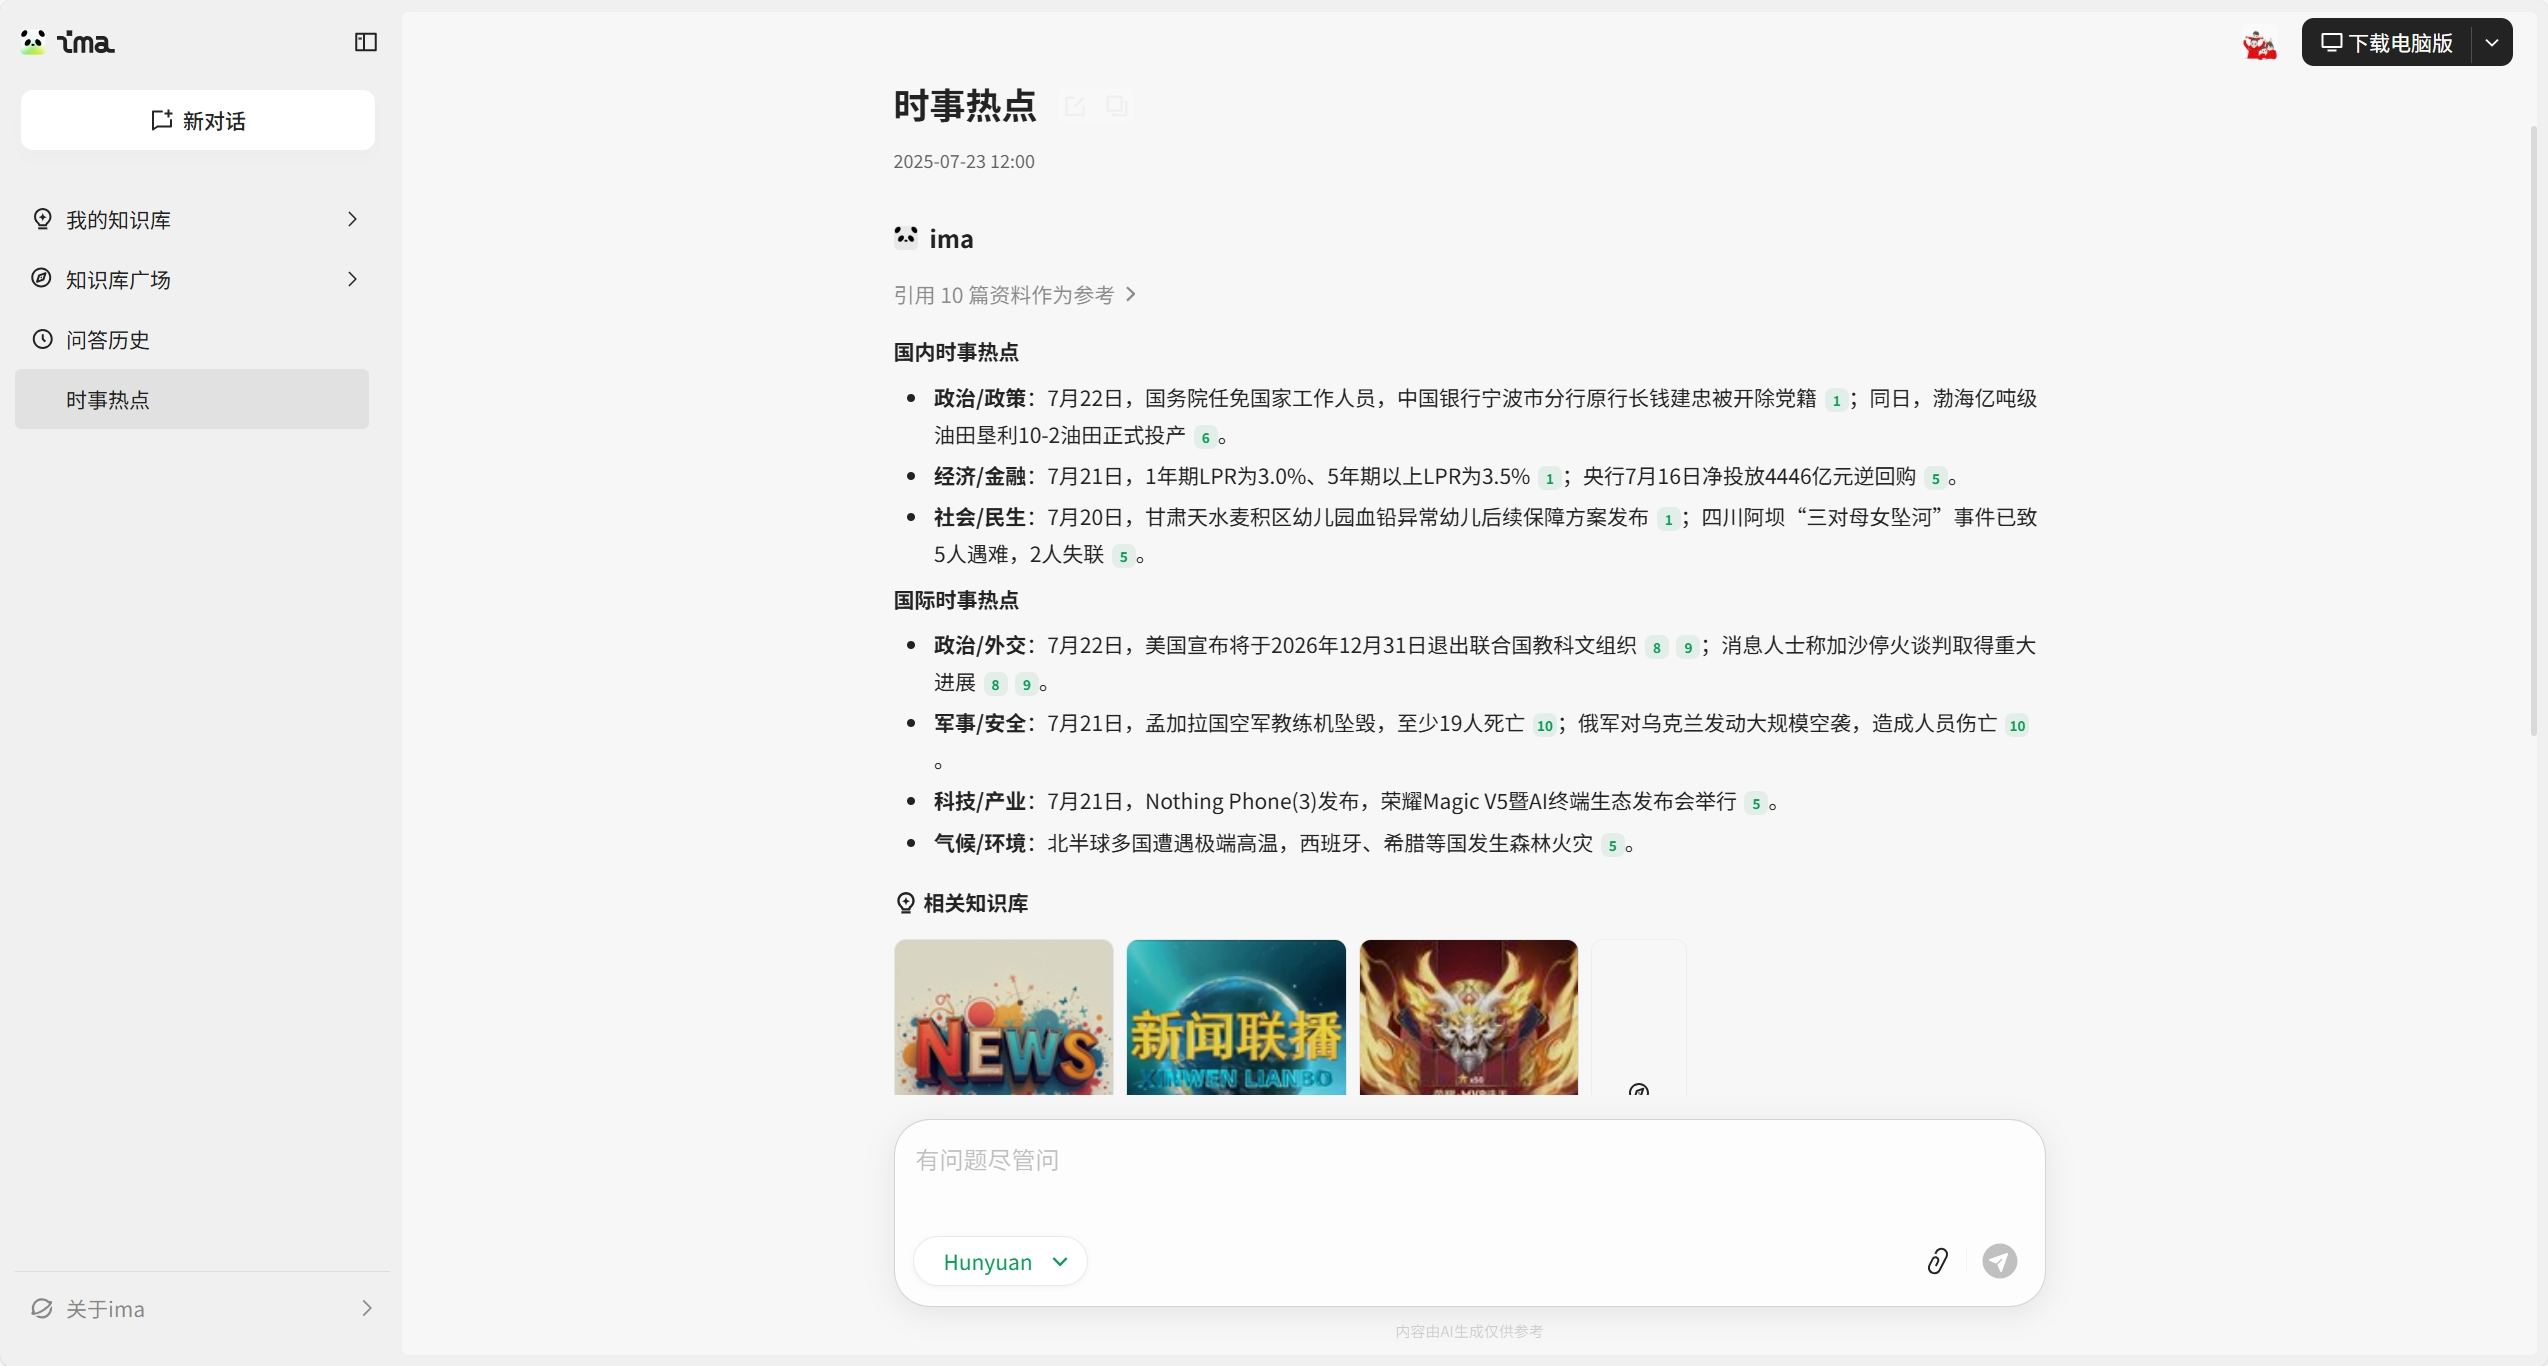 ima
新对话
我的知识库
知识库广场
问答历史
时事热点
关于ima
下载电脑版
时事热点
2025-07-23 12:00
ima
引用 10 篇资料作为参考
国内时事热点
政治/政策：7月22日，国务院任免国家工作人员，中国银行宁波市分行原行长钱建忠被开除党籍 1；同日，渤海亿吨级
油田垦利10-2油田正式投产 6。
经济/金融：7月21日，1年期LPR为3.0%、5年期以上LPR为3.5% 1；央行7月16日净投放4446亿元逆回购 5。
社会/民生：7月20日，甘肃天水麦积区幼儿园血铅异常幼儿后续保障方案发布 1；四川阿坝“三对母女坠河”事件已致
5人遇难，2人失联 5。
国际时事热点
政治/外交：7月22日，美国宣布将于2026年12月31日退出联合国教科文组织 8 9；消息人士称加沙停火谈判取得重大
进展 8 9。
军事/安全：7月21日，孟加拉国空军教练机坠毁，至少19人死亡 10；俄军对乌克兰发动大规模空袭，造成人员伤亡 10
。
科技/产业：7月21日，Nothing Phone(3)发布，荣耀Magic V5暨AI终端生态发布会举行 5。
气候/环境：北半球多国遭遇极端高温，西班牙、希腊等国发生森林火灾 5。
相关知识库
NEWS
新闻联播
XINWEN LIANBO
x50
有问题尽管问
Hunyuan
内容由AI生成仅供参考